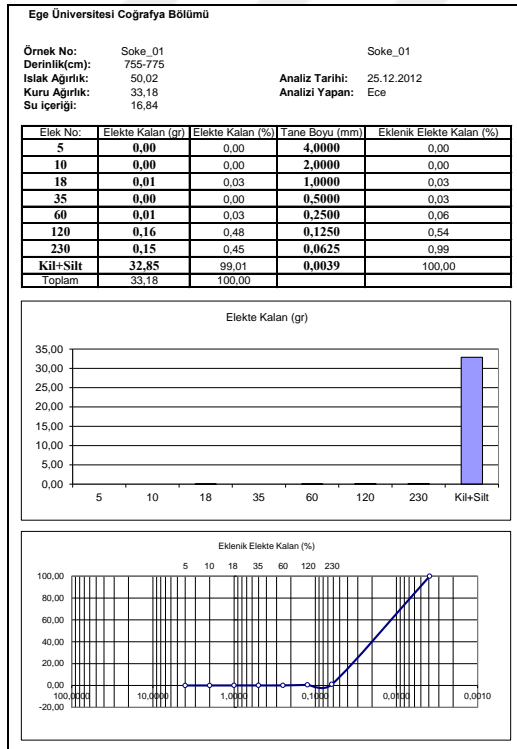 Ege Üniversitesi Coğrafya Bölümü
Örnek No: Soke_01 Soke_01
Derinlik(cm): 755-775
Islak Ağırlık: 50,02 Analiz Tarihi: 25.12.2012
Kuru Ağırlık: 33,18 Analizi Yapan: Ece
Su içeriği: 16,84
Elek No: Elekte Kalan (gr) Elekte Kalan (%) Tane Boyu (mm) Eklenik Elekte Kalan (%)
5 0,00 0,00 4,0000 0,00
10 0,00 0,00 2,0000 0,00
18 0,01 0,03 1,0000 0,03
35 0,00 0,00 0,5000 0,03
60 0,01 0,03 0,2500 0,06
120 0,16 0,48 0,1250 0,54
230 0,15 0,45 0,0625 0,99
Kil+Silt 32,85 99,01 0,0039 100,00
Toplam 33,18 100,00
Elekte Kalan (gr)
35,00
30,00
25,00
20,00
15,00
10,00
5,00
0,00
5 10 18 35 60 120 230 Kil+Silt
Eklenik Elekte Kalan (%)
5 10 18 35 60 120 230
100,00
80,00
60,00
40,00
20,00
0,00
100,0000 10,0000 1,0000 0,1000 0,0100 0,0010
-20,00